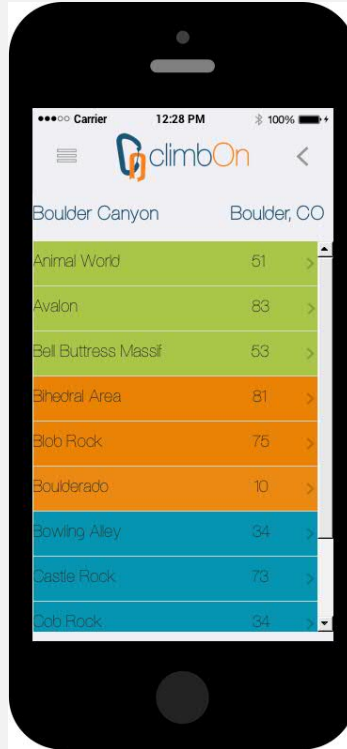 Carrier 12:28 PM 100%
climbOn
Boulder Canyon Boulder, CO
Animal World 51
Avalon 83
Bell Buttress Massif 53
Bihedral Area 81
Blob Rock 75
Boulderado 10
Bowling Alley 34
Castle Rock 73
Cob Rock 34